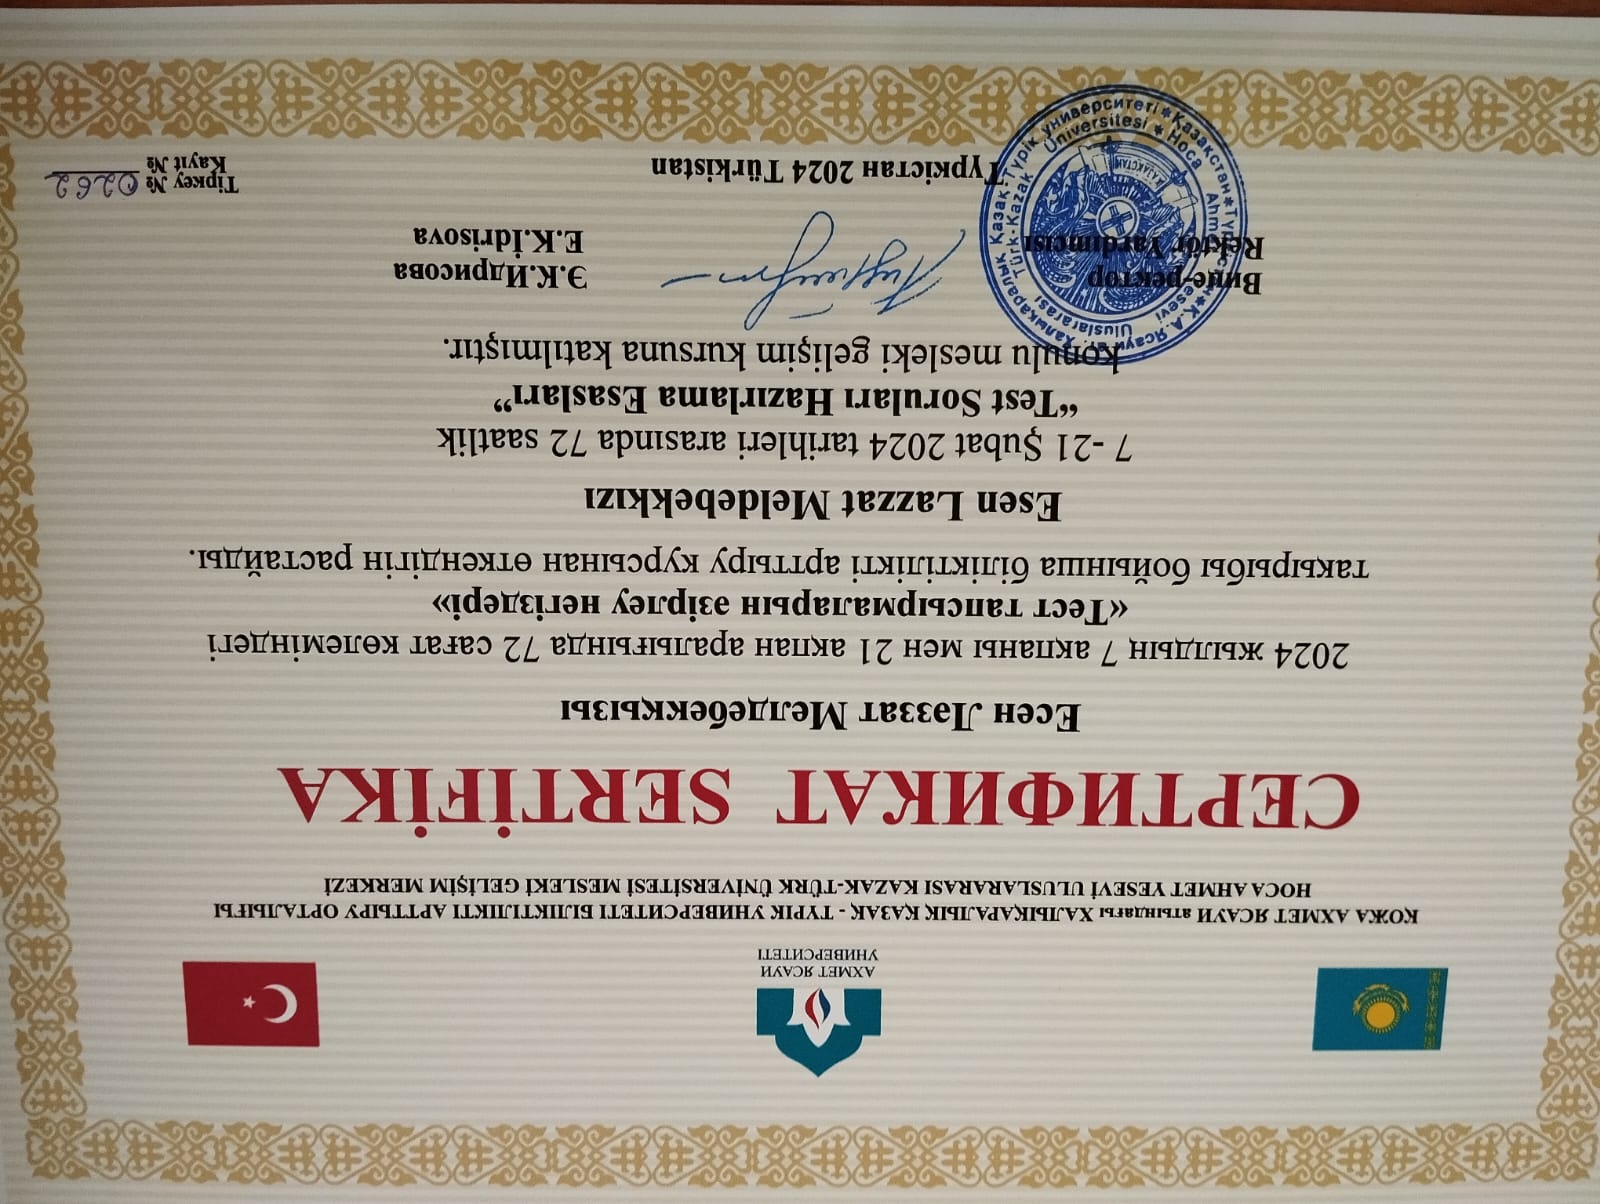 АХМЕТ ЯСАУИ
УНИВЕРСИТЕТІ
ҚОЖА АХМЕТ ЯСАУИ атындағы ХАЛЫҚАРАЛЫҚ ҚАЗАҚ - ТҮРІК УНИВЕРСИТЕТІ БІЛІКТІЛІКТІ АРТТЫРУ ОРТАЛЫҒЫ
HOCA AHMET YESEVİ ULUSLARARASI KAZAK-TÜRK ÜNİVERSİTESİ MESLEKİ GELİŞİM MERKEZİ
СЕРТИФИКАТ SERTİFİKA
Есен Ләззат Мелдебекқызы
2024 жылдың 7 ақпаны мен 21 ақпан аралығында 72 сағат көлеміндегі
«Тест тапсырмаларын әзірлеу негіздері»
тақырыбы бойынша біліктілікті арттыру курсынан өткендігін растайды.
Esen Lazzat Meldebekkızı
7 -21 Şubat 2024 tarihleri arasında 72 saatlik
“Test Soruları Hazırlama Esasları”
konulu mesleki gelişim kursuna katılmıştır.
Вице-ректор Э.К.Идрисова
Rektör Yardımcısı E.K.İdrisova
Түркістан 2024 Türkistan
Тіркеу № 0262
Kayıt №